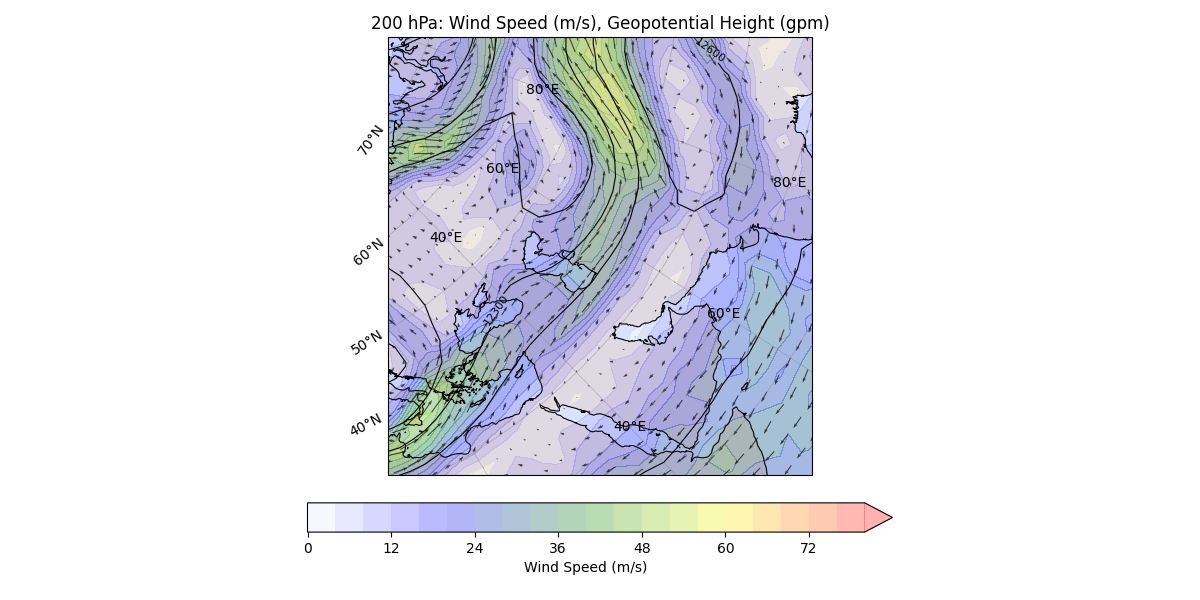 200 hPa: Wind Speed (m/s), Geopotential Height (gpm)
12600
80°E
70°N
60°E
80°E
40°E
60°N
12300
60°E
50°N
40°N
40°E
0 12 24 36 48 60 72
Wind Speed (m/s)